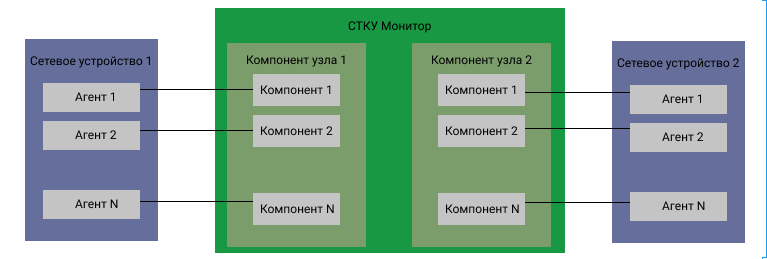 СТКУ Монитор
Сетевое устройство 1
Агент 1
Агент 2
Агент N
Компонент узла 1
Компонент 1
Компонент 2
Компонент N
Компонент узла 2
Компонент 1
Компонент 2
Компонент N
Сетевое устройство 2
Агент 1
Агент 2
Агент N